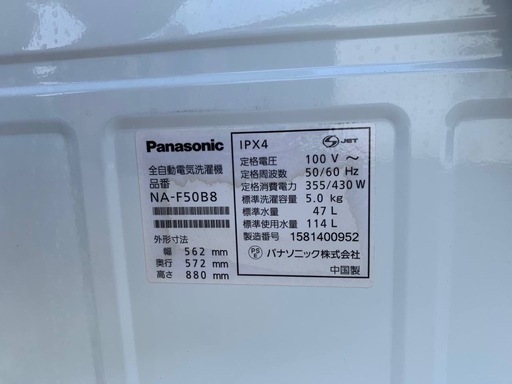 Panasonic
全自動電気洗濯機
品番
NA-F50B8
外形寸法
幅 562 mm
奥行 572 mm
高さ 880 mm
IPX4
S JET
定格電圧 100 V ～
定格周波数 50/60 Hz
定格消費電力 355/430 W
標準洗濯容量 5.0 kg
標準水量 47 L
標準使用水量 114 L
製造番号 1581400952
PS E パナソニック株式会社
中国製